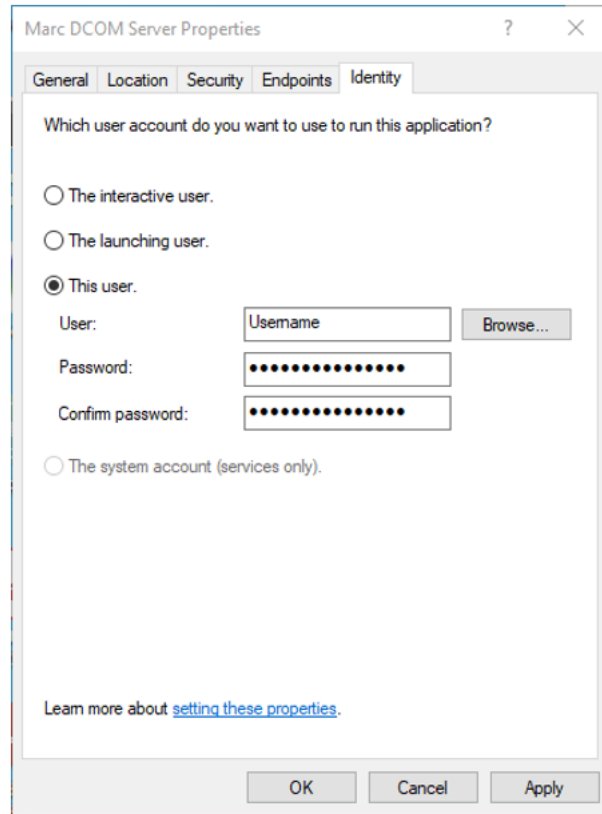 Marc DCOM Server Properties
General Location Security Endpoints Identity
Which user account do you want to use to run this application?
The interactive user.
The launching user.
This user.
User: Username Browse...
Password: •••••••••••••••
Confirm password: •••••••••••••••
The system account (services only).
Learn more about setting these properties.
OK Cancel Apply